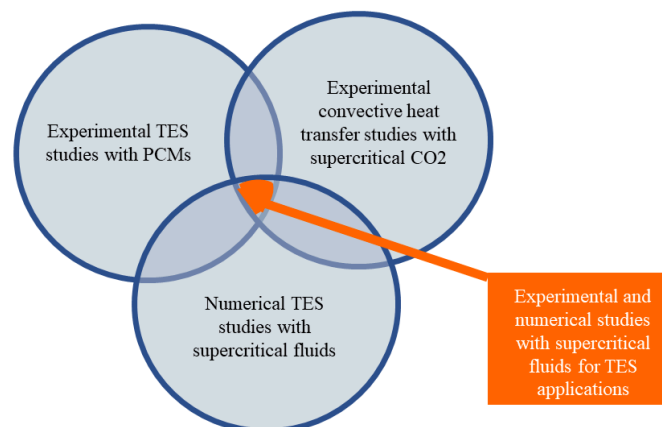 Experimental TES
studies with PCMs
Experimental
convective heat
transfer studies with
supercritical CO2
Numerical TES
studies with
supercritical fluids
Experimental and
numerical studies
with supercritical
fluids for TES
applications